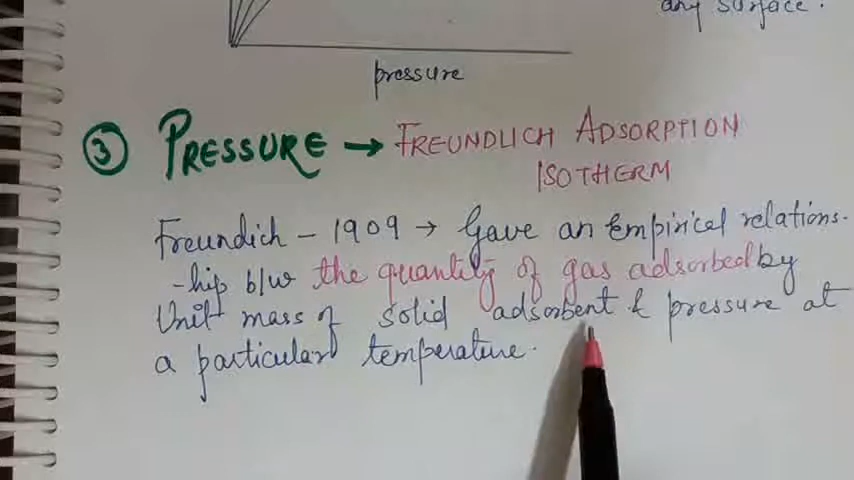 any surface.
pressure
③ PRESSURE → FREUNDLICH ADSORPTION
ISOTHERM
Freundich - 1909 → Gave an empirical relations-
-hip b/w the quantity of gas adsorbed by
Unit mass of solid adsorbent & pressure at
a particular temperature.